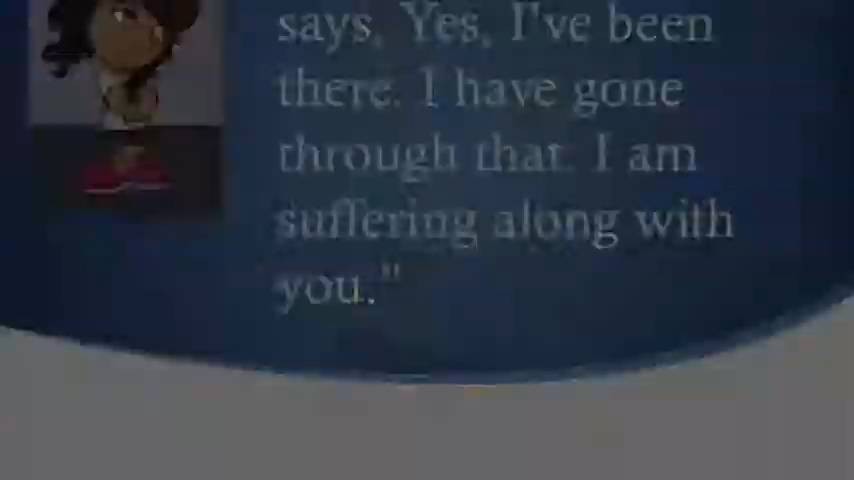 says, Yes, I've been
there. I have gone
through that. I am
suffering along with
you."